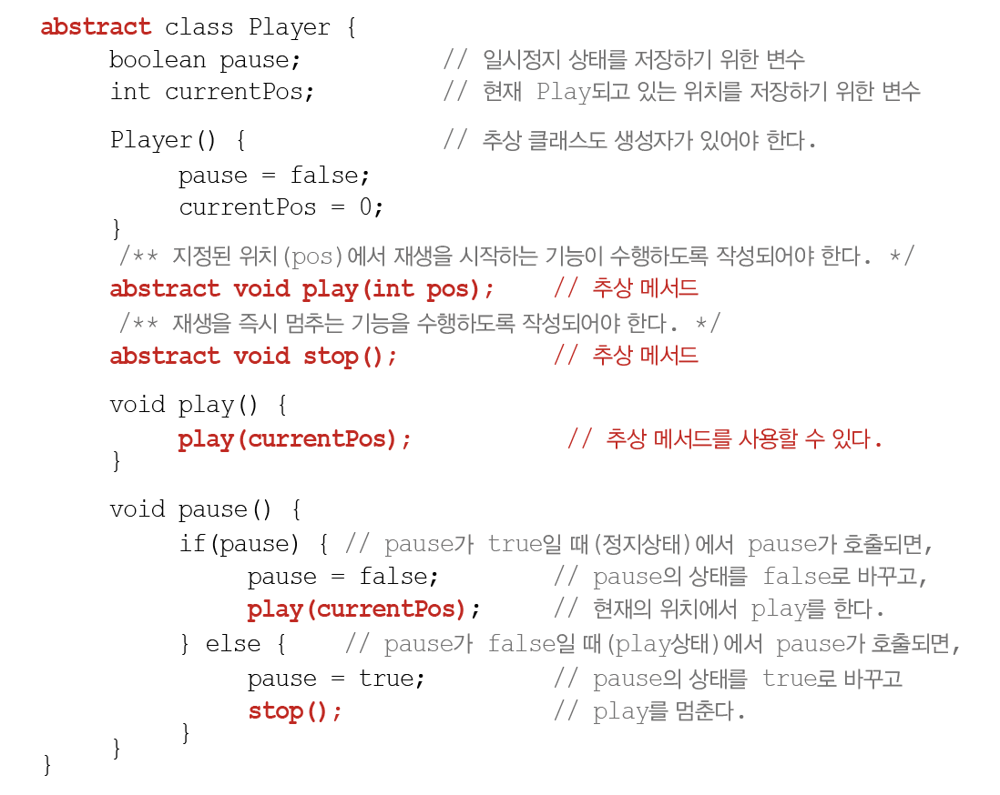 abstract class Player {
boolean pause; // 일시정지 상태를 저장하기 위한 변수
int currentPos; // 현재 Play되고 있는 위치를 저장하기 위한 변수
Player() { // 추상 클래스도 생성자가 있어야 한다.
pause = false;
currentPos = 0;
}
/** 지정된 위치(pos)에서 재생을 시작하는 기능이 수행하도록 작성되어야 한다. */
abstract void play(int pos); // 추상 메서드
/** 재생을 즉시 멈추는 기능을 수행하도록 작성되어야 한다. */
abstract void stop(); // 추상 메서드
void play() {
play(currentPos); // 추상 메서드를 사용할 수 있다.
}
void pause() {
if(pause) { // pause가 true일 때(정지상태)에서 pause가 호출되면,
pause = false; // pause의 상태를 false로 바꾸고,
play(currentPos); // 현재의 위치에서 play를 한다.
} else { // pause가 false일 때(play상태)에서 pause가 호출되면,
pause = true; // pause의 상태를 true로 바꾸고
stop(); // play를 멈춘다.
}
}
}